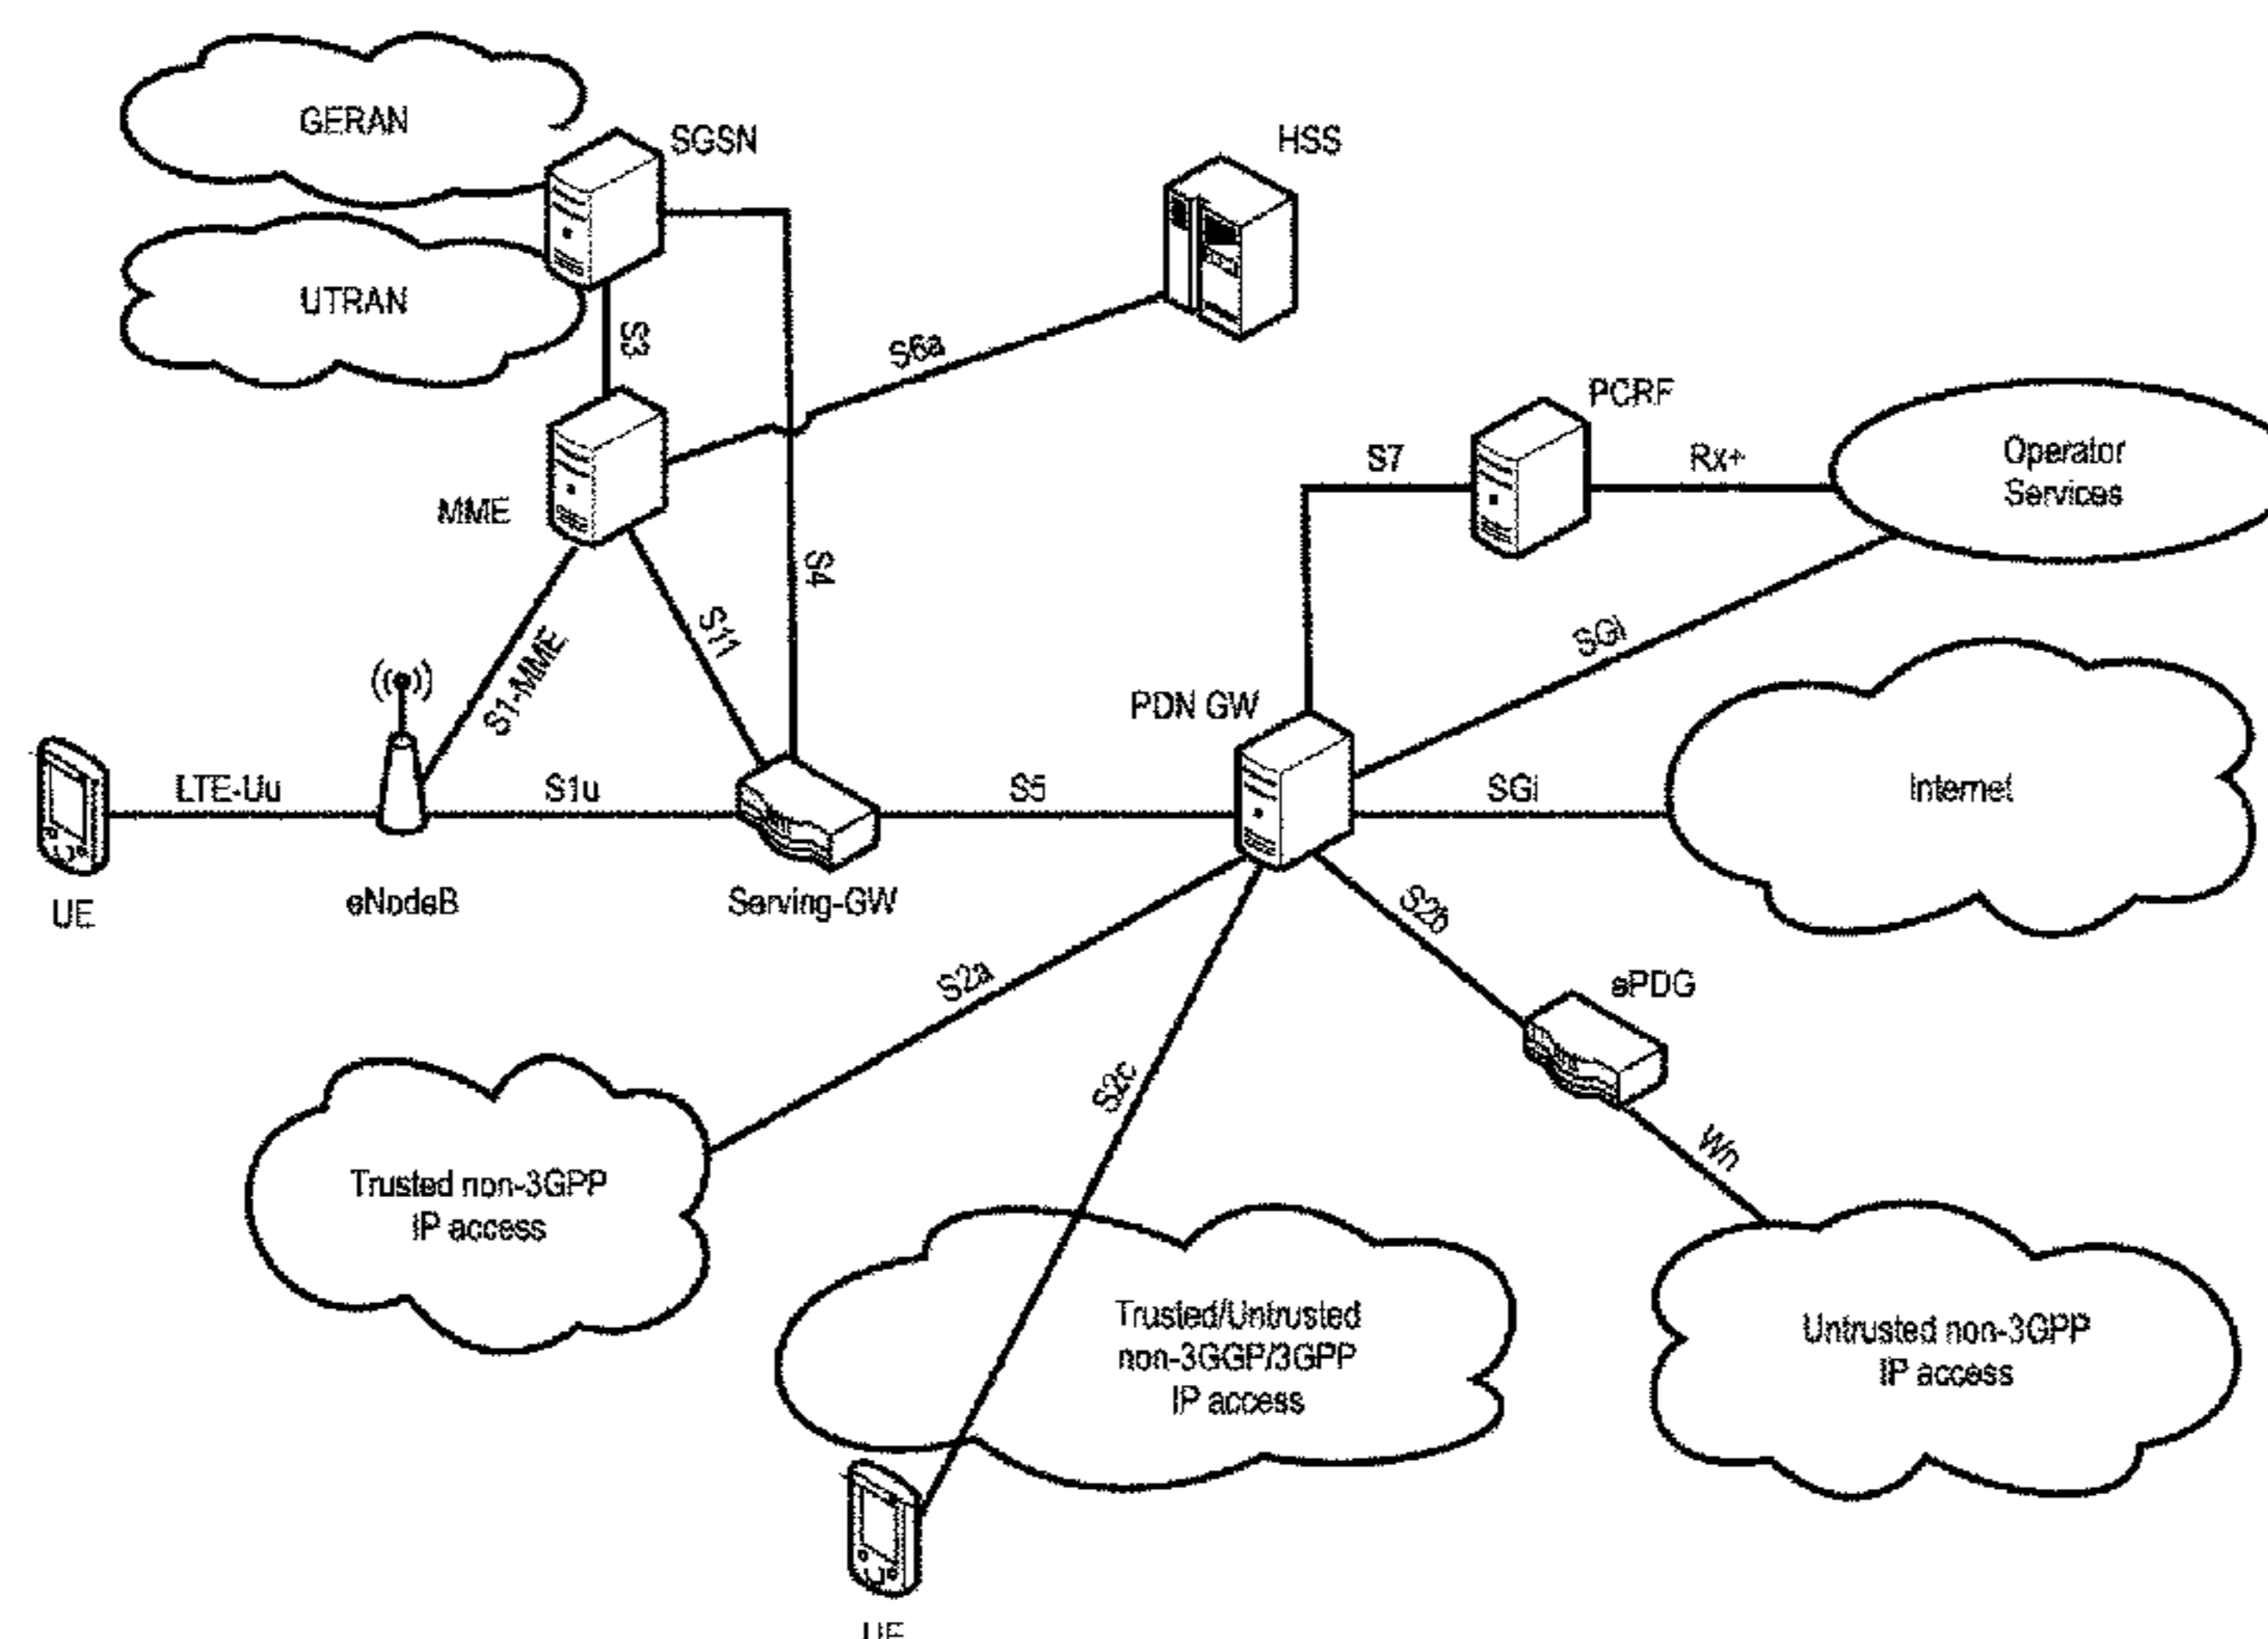 GERAN
SGSN
HSS
UTRAN
S3
S6a
PCRF
S7
Rx+
Operator
Services
MME
S4
S11
S1-MME
SGi
PDN GW
LTE-Uu
S1u
S5
SGi
Internet
UE
eNodeB
Serving-GW
S2b
S2a
ePDG
S2c
Wn
Trusted non-3GPP
IP access
Trusted/Untrusted
non-3GGP/3GPP
IP access
Untrusted non-3GPP
IP access
UE